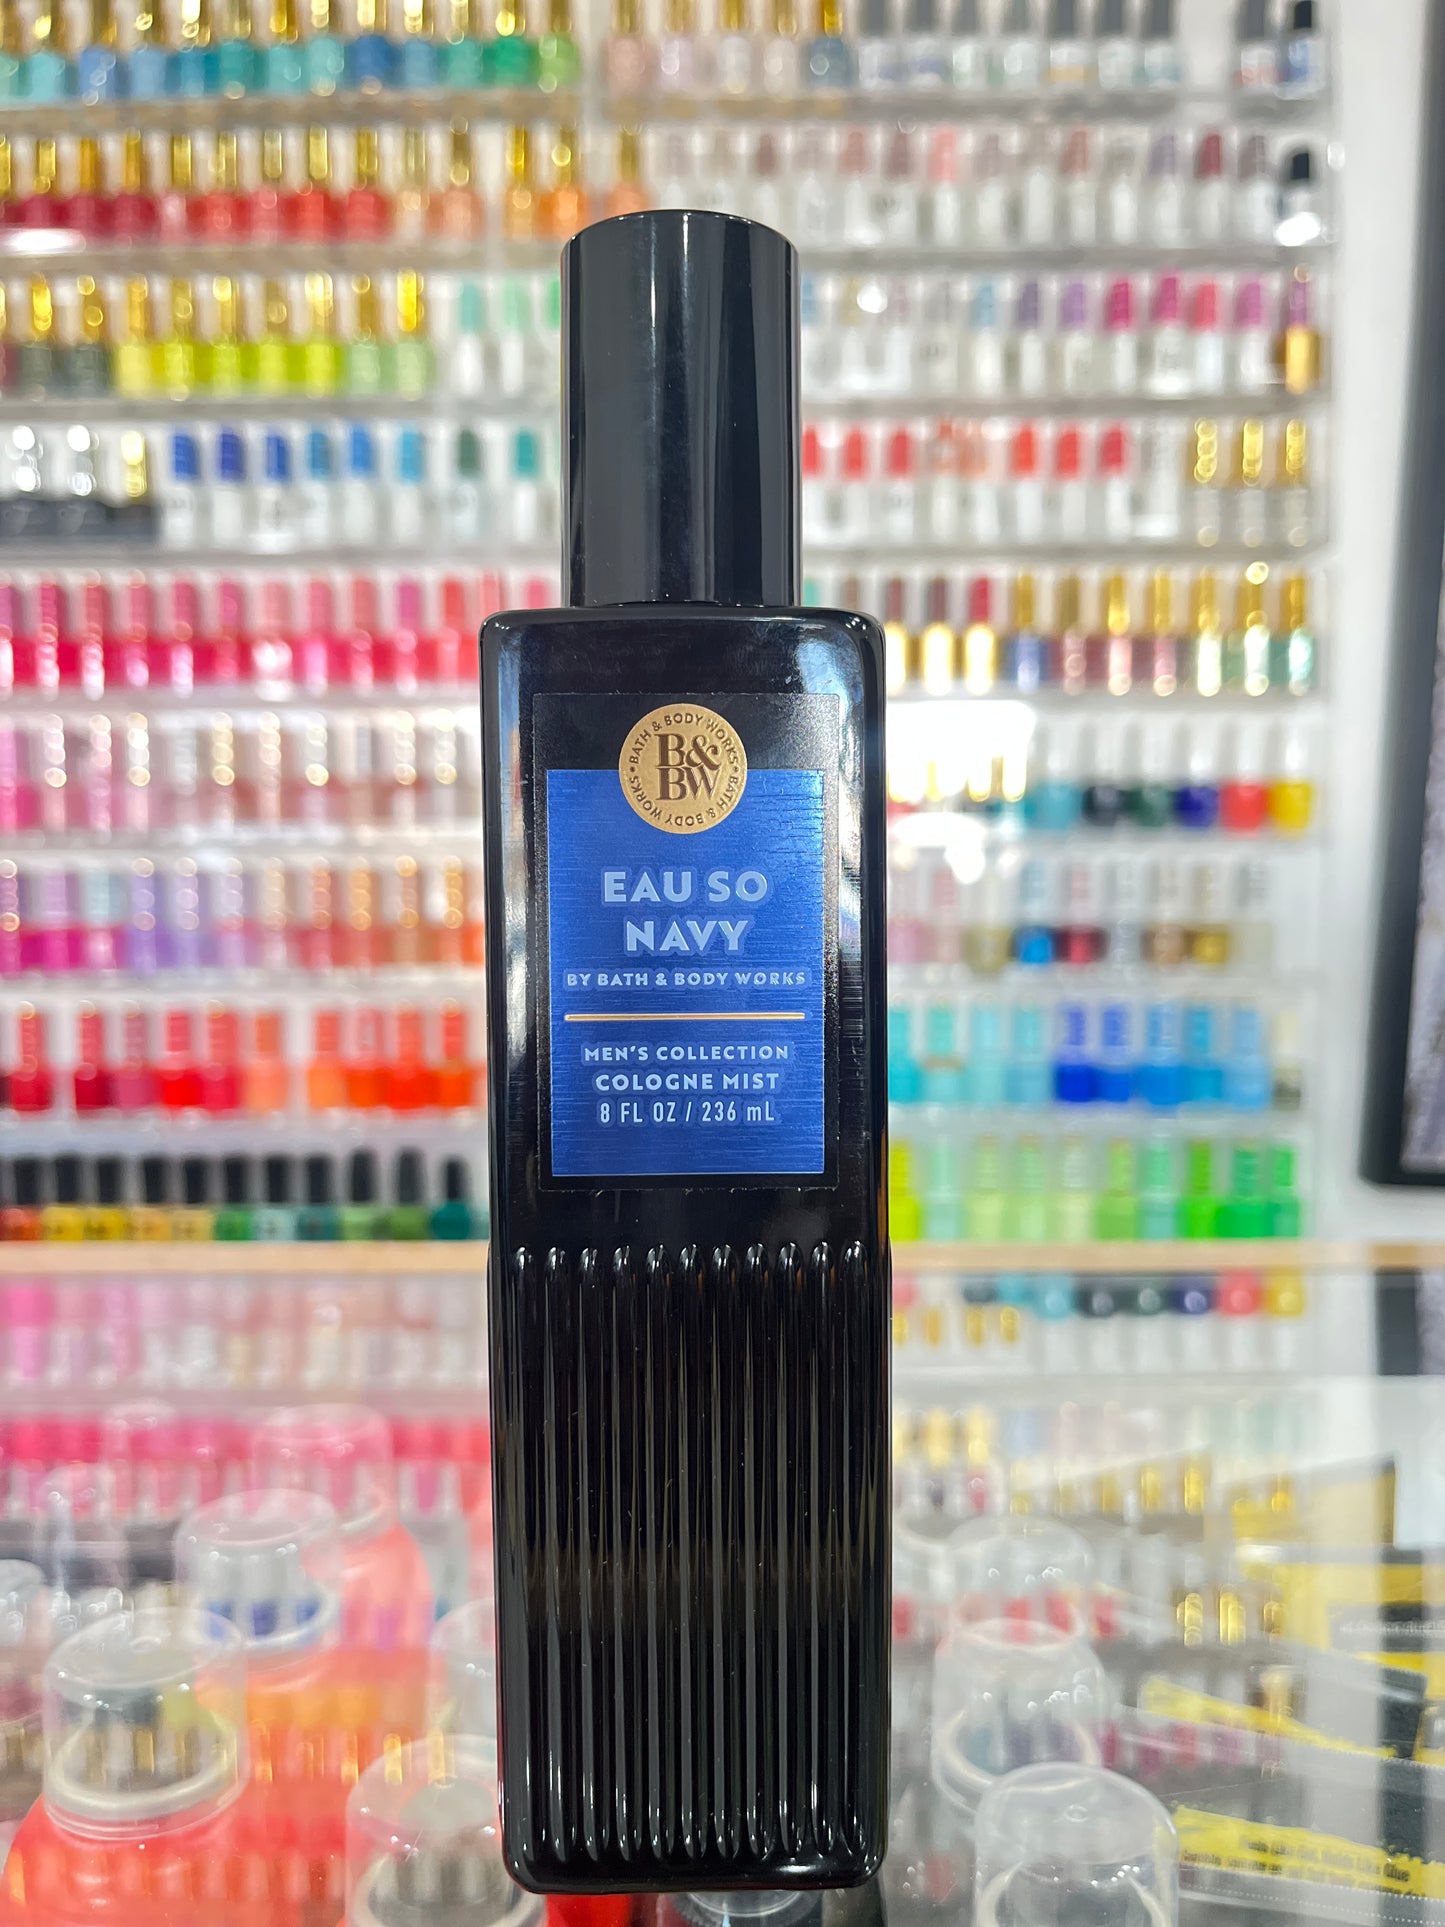 BATH & BODY WORKS • BATH & BODY WORKS •
B&
BW
EAU SO
NAVY
BY BATH & BODY WORKS
MEN'S COLLECTION
COLOGNE MIST
8 FL OZ / 236 mL